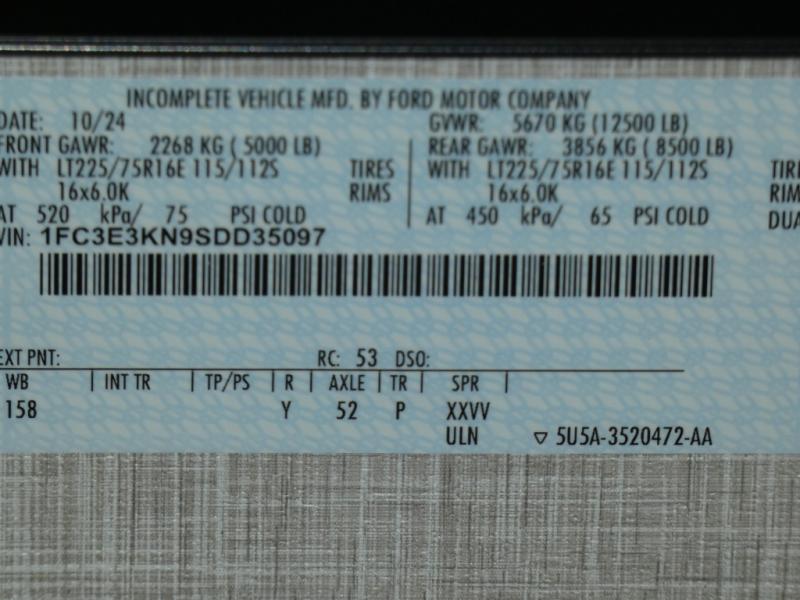 INCOMPLETE VEHICLE MFD. BY FORD MOTOR COMPANY
DATE: 10/24 GVWR: 5670 KG (12500 LB)
FRONT GAWR: 2268 KG ( 5000 LB) REAR GAWR: 3856 KG ( 8500 LB)
WITH LT225/75R16E 115/112S TIRES WITH LT225/75R16E 115/112S TIRE
16x6.0K RIMS 16x6.0K RIM
AT 520 kPa/ 75 PSI COLD AT 450 kPa/ 65 PSI COLD DUA
VIN: 1FC3E3KN9SDD35097
EXT PNT: RC: 53 DSO:
WB INT TR TP/PS R AXLE TR SPR
158 Y 52 P XXVV
ULN ▽ 5U5A-3520472-AA